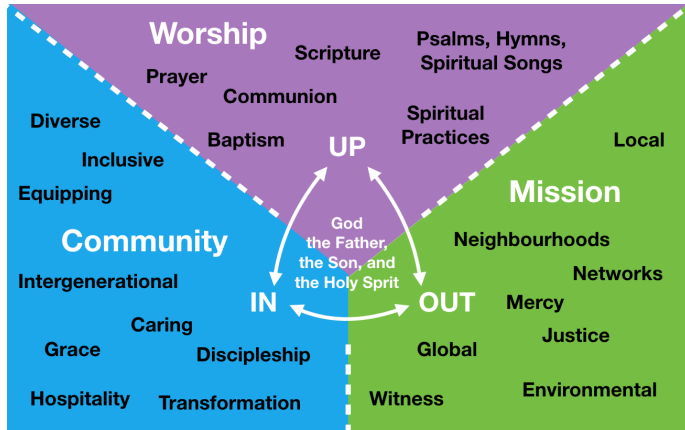 Worship
Scripture
Psalms, Hymns,
Spiritual Songs
Prayer
Communion
Baptism
Spiritual
Practices
UP
Diverse
Inclusive
Equipping
Community
Intergenerational
IN
Caring
Grace
Discipleship
Hospitality
Transformation
God
the Father,
the Son, and
the Holy Sprit
Local
Mission
Neighbourhoods
Networks
OUT
Mercy
Justice
Global
Environmental
Witness